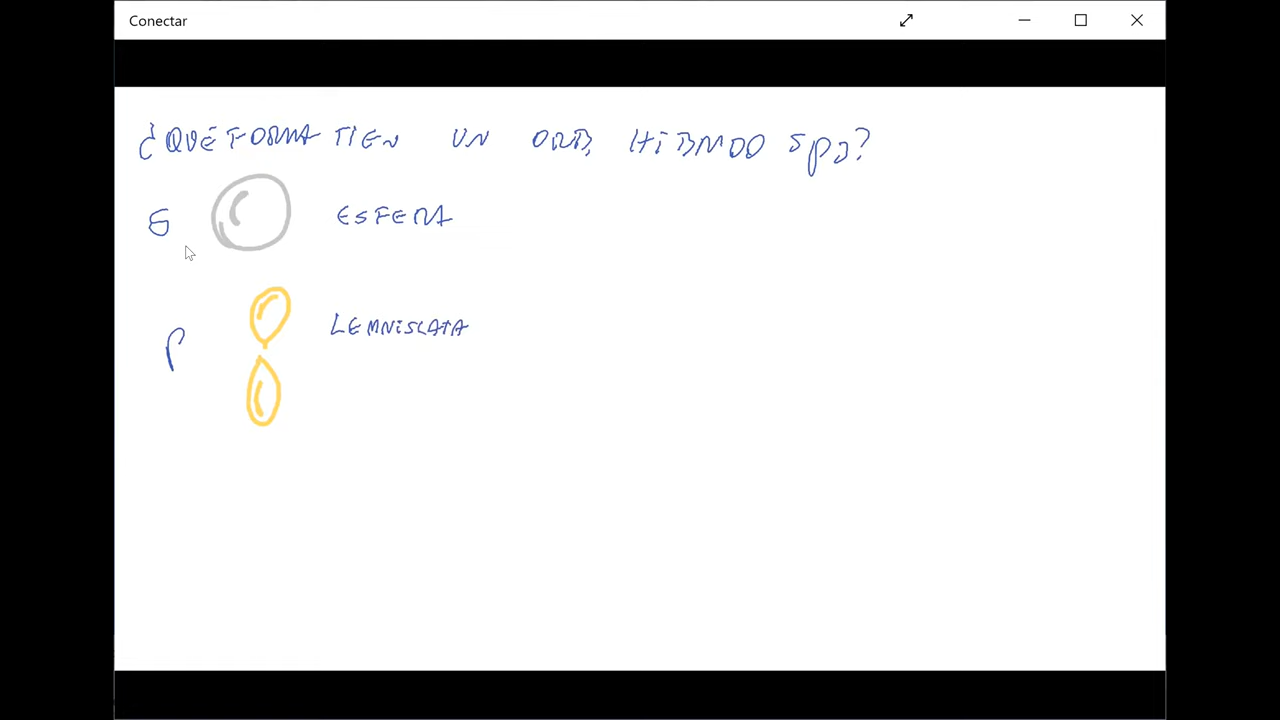 Conectar
¿QUÉ FORMA TIEN UN ORB. HIBRIDO sp3?
S
ESFERA
P
LEMNISCATA